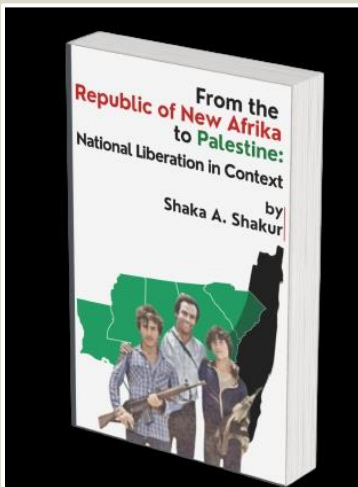 From the
Republic of New Afrika
to Palestine:
National Liberation in Context
by
Shaka A. Shakur